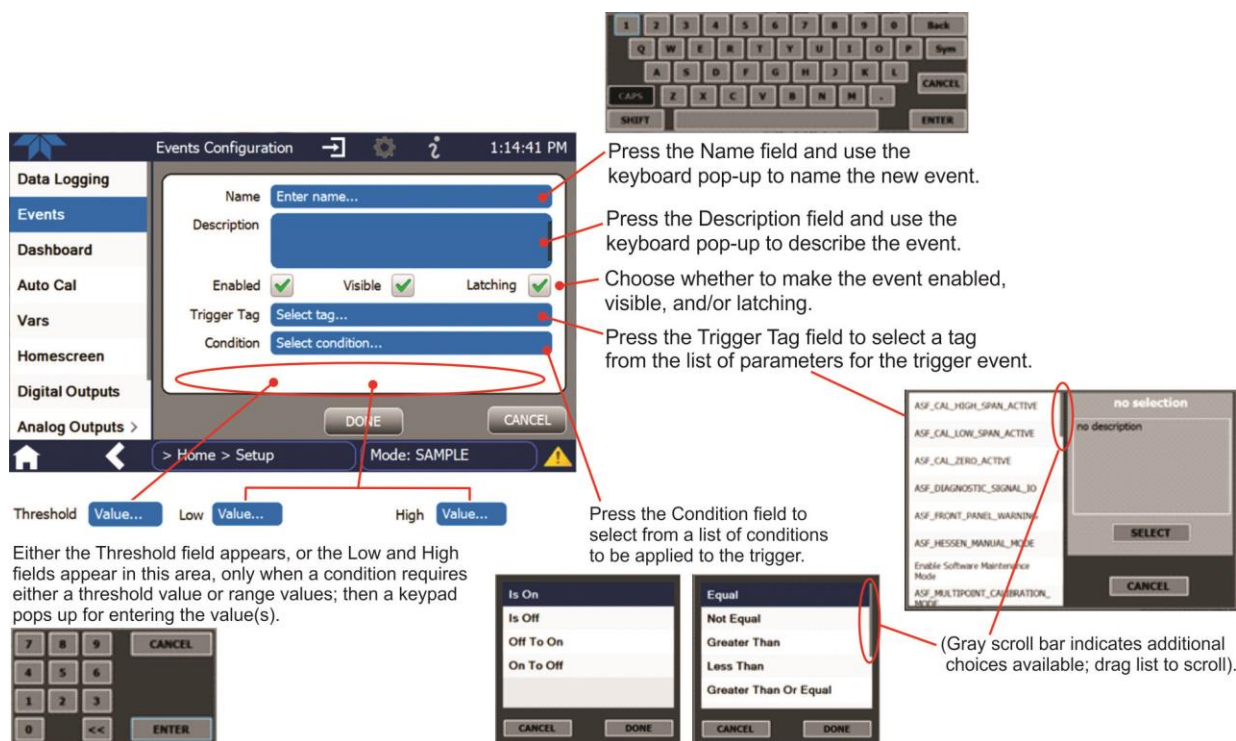 1 2 3 4 5 6 7 8 9 0 Back
Q W E R T Y U I O P Sym
A S D F G H J K L CANCEL
CAPS Z X C V B N M .
SHIFT ENTER
Events Configuration 1:14:41 PM
Data Logging
Events
Dashboard
Auto Cal
Vars
Homescreen
Digital Outputs
Analog Outputs >
Name Enter name...
Description
Enabled Visible Latching
Trigger Tag Select tag...
Condition Select condition...
DONE CANCEL
> Home > Setup Mode: SAMPLE
Press the Name field and use the
keyboard pop-up to name the new event.
Press the Description field and use the
keyboard pop-up to describe the event.
Choose whether to make the event enabled,
visible, and/or latching.
Press the Trigger Tag field to select a tag
from the list of parameters for the trigger event.
ASF_CAL_HIGH_SPAN_ACTIVE
ASF_CAL_LOW_SPAN_ACTIVE
ASF_CAL_ZERO_ACTIVE
ASF_DIAGNOSTIC_SIGNAL_IO
ASF_FRONT_PANEL_WARNING
ASF_HESSEN_MANUAL_MODE
Enable Software Maintenance
Mode
ASF_MULTIPOINT_CALIBRATION_
MODE
no selection
no description
SELECT
CANCEL
Threshold Value... Low Value... High Value...
Either the Threshold field appears, or the Low and High
fields appear in this area, only when a condition requires
either a threshold value or range values; then a keypad
pops up for entering the value(s).
7 8 9 CANCEL
4 5 6
1 2 3
0 << ENTER
Press the Condition field to
select from a list of conditions
to be applied to the trigger.
Is On
Is Off
Off To On
On To Off
CANCEL DONE
Equal
Not Equal
Greater Than
Less Than
Greater Than Or Equal
CANCEL DONE
(Gray scroll bar indicates additional
choices available; drag list to scroll).